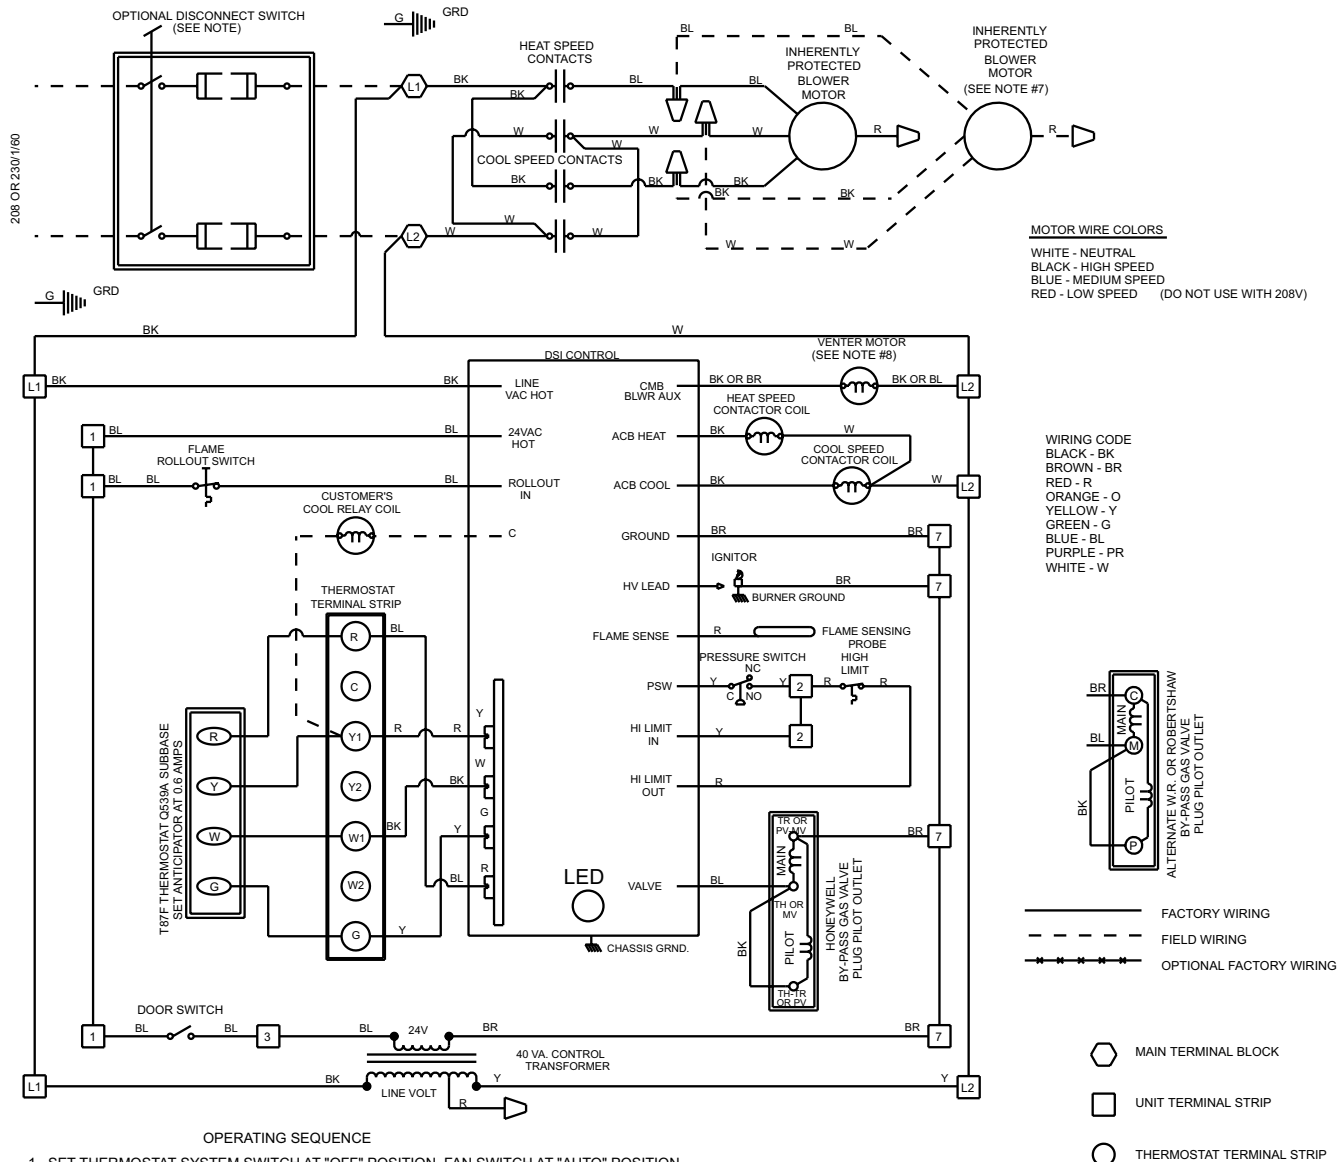 OPTIONAL DISCONNECT SWITCH
(SEE NOTE)
G
GRD
208 OR 230/1/60
L1
BK
HEAT SPEED
CONTACTS
BK
BL
BL
BL
BL
INHERENTLY
PROTECTED
BLOWER
MOTOR
INHERENTLY
PROTECTED
BLOWER
MOTOR
(SEE NOTE #7)
W
W
W
W
R
R
COOL SPEED CONTACTS
BK
BK
BK
BK
BK
L2
W
W
W
W
W
G
GRD
MOTOR WIRE COLORS
WHITE - NEUTRAL
BLACK - HIGH SPEED
BLUE - MEDIUM SPEED
RED - LOW SPEED (DO NOT USE WITH 208V)
BK
W
DSI CONTROL
VENTER MOTOR
(SEE NOTE #8)
L1
BK
BK
LINE
VAC HOT
CMB
BLWR AUX
BK OR BR
BK OR BL
L2
HEAT SPEED
CONTACTOR COIL
1
BL
BL
24VAC
HOT
ACB HEAT
BK
W
FLAME
ROLLOUT SWITCH
COOL SPEED
CONTACTOR COIL
1
BL
BL
BL
ROLLOUT
IN
ACB COOL
BK
W
L2
CUSTOMER'S
COOL RELAY COIL
C
GROUND
BR
BR
7
IGNITOR
HV LEAD
BR
7
BURNER GROUND
THERMOSTAT
TERMINAL STRIP
R
BL
FLAME SENSE
R
FLAME SENSING
PROBE
PRESSURE SWITCH
NC
HIGH
LIMIT
C
PSW
Y
C
NO
Y
2
R
R
Y
R
Y1
R
R
HI LIMIT
IN
Y
2
W
Y
Y2
BK
HI LIMIT
OUT
R
G
W
W1
BK
Y
TR OR
PV-MV
BR
7
MAIN
R
G
W2
BL
LED
VALVE
BL
TH OR
MV
G
Y
CHASSIS GRND.
BK
PILOT
TH-TR
OR PV
HONEYWELL
BY-PASS GAS VALVE
PLUG PILOT OUTLET
T87F THERMOSTAT Q539A SUBBASE
SET ANTICIPATOR AT 0.6 AMPS
WIRING CODE
BLACK - BK
BROWN - BR
RED - R
ORANGE - O
YELLOW - Y
GREEN - G
BLUE - BL
PURPLE - PR
WHITE - W
BR
C
MAIN
BL
M
BK
PILOT
P
ALTERNATE W.R. OR ROBERTSHAW
BY-PASS GAS VALVE
PLUG PILOT OUTLET
FACTORY WIRING
FIELD WIRING
OPTIONAL FACTORY WIRING
DOOR SWITCH
1
BL
BL
3
BL
24V
BR
BR
7
40 VA. CONTROL
TRANSFORMER
L1
BK
LINE VOLT
Y
Y
L2
R
MAIN TERMINAL BLOCK
UNIT TERMINAL STRIP
THERMOSTAT TERMINAL STRIP
OPERATING SEQUENCE
1. SET THERMOSTAT SYSTEM SWITCH AT "OFF" POSITION, FAN SWITCH AT "AUTO" POSITION